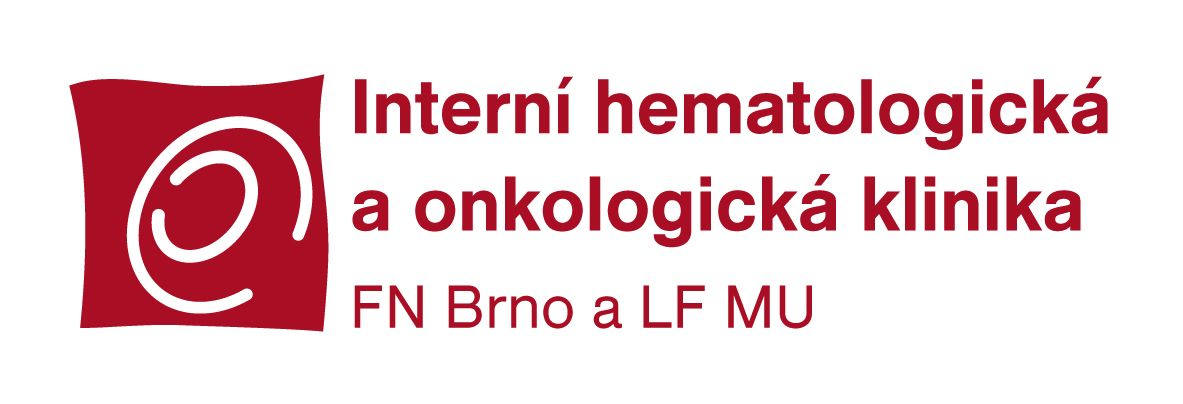 Interní hematologická
a onkologická klinika
FN Brno a LF MU